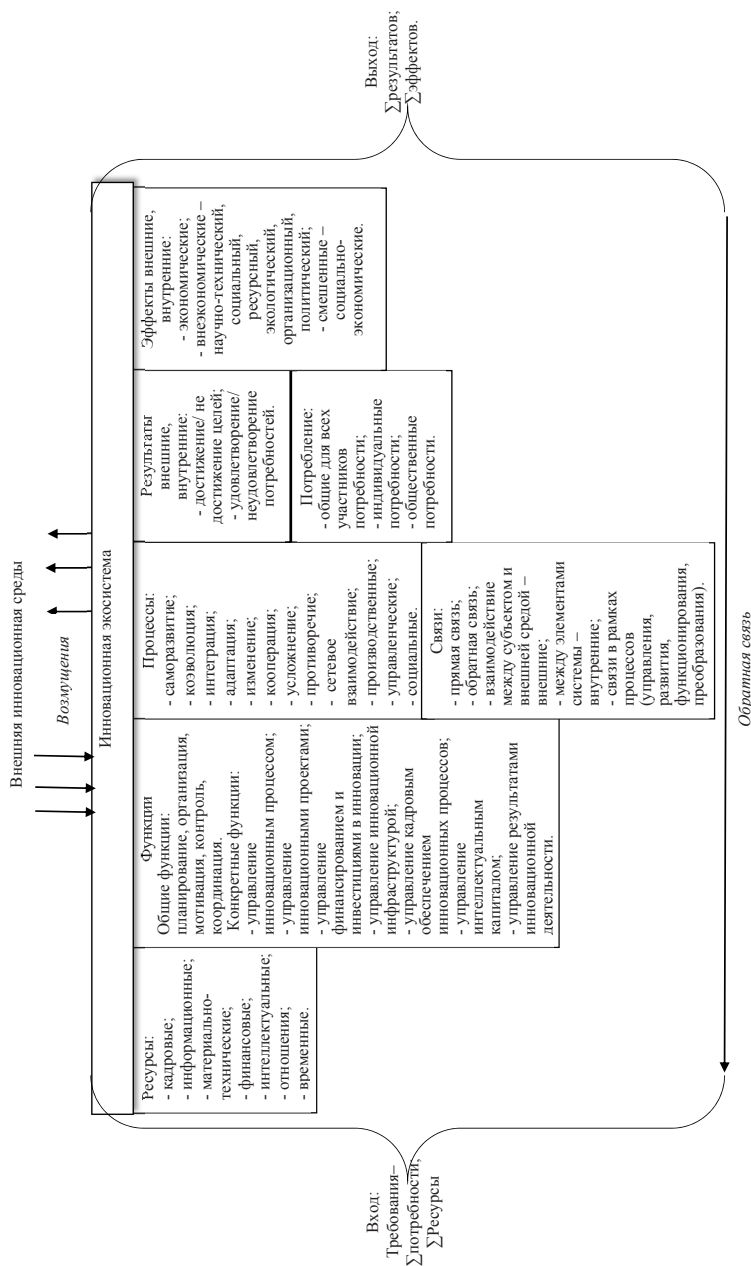 Внешняя инновационная среды
Возмущения
Инновационная экосистема
Вход:
Требования–
∑потребности;
∑Ресурсы
Ресурсы:
- кадровые;
- информационные;
- материально-
технические;
- финансовые;
- интеллектуальные;
- отношения;
- временные.
Функции
Общие функции:
планирование, организация,
мотивация, контроль,
координация.
Конкретные функции:
- управление
инновационным процессом;
- управление
инновационными проектами;
- управление
финансированием и
инвестициями в инновации;
- управление инновационной
инфраструктурой;
- управление кадровым
обеспечением
инновационных процессов;
- управление
интеллектуальным
капиталом;
- управление результатами
инновационной
деятельности.
Процессы:
- саморазвитие;
- коэволюция;
- интеграция;
- адаптация;
- изменение;
- кооперация;
- усложнение;
- противоречие;
- сетевое
взаимодействие;
- производственные;
- управленческие;
- социальные.
Связи:
- прямая связь;
- обратная связь;
- взаимодействие
между субъектом и
внешней средой –
внешние;
- между элементами
системы –
внутренние;
- связи в рамках
процессов
(управления,
развития,
функционирования,
преобразования).
Результаты
внешние,
внутренние:
- достижение/ не
достижение целей;
- удовлетворение/
неудовлетворение
потребностей.
Потребление:
- общие для всех
участников
потребности;
- индивидуальные
потребности;
- общественные
потребности.
Эффекты внешние,
внутренние:
- экономические;
- внеэкономические –
научно-технический,
социальный,
ресурсный,
экологический,
организационный,
политический;
- смешенные –
социально-
экономические.
Выход:
∑результатов;
∑эффектов.
Обратная связь